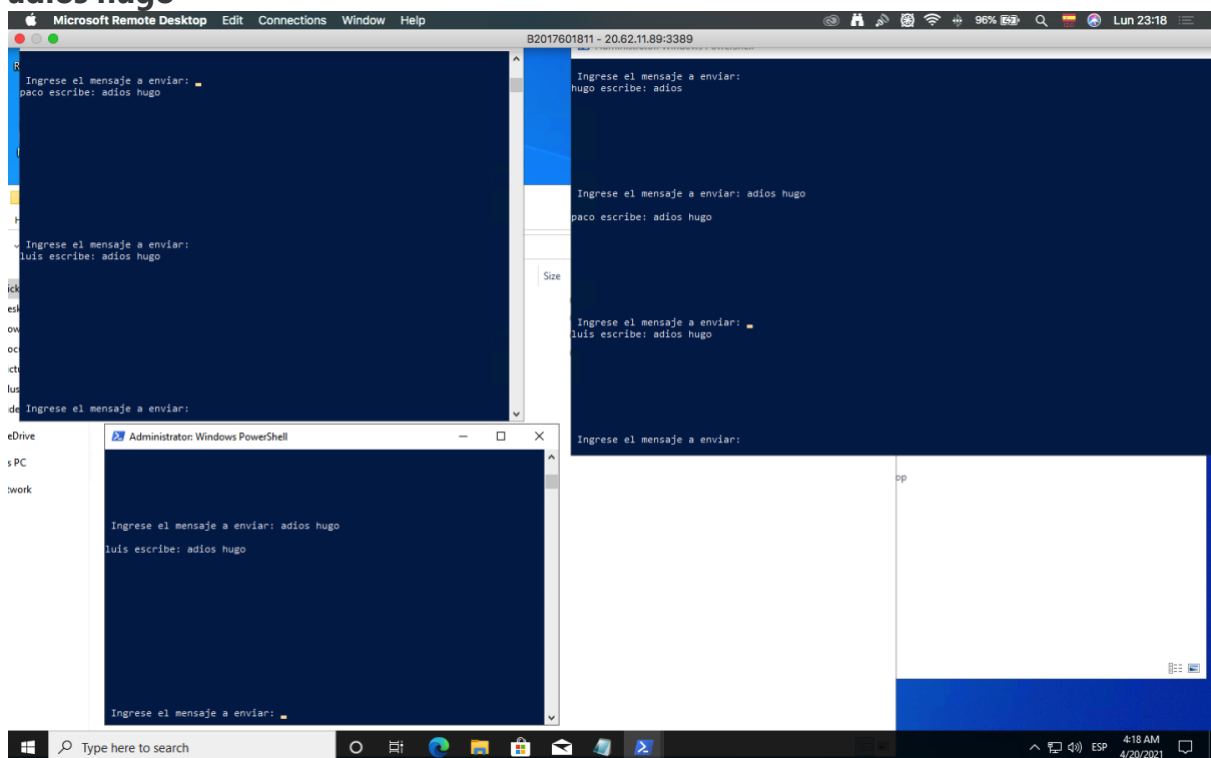 adios hugo
Microsoft Remote Desktop Edit Connections Window Help 96% Lun 23:18
B2017601811 - 20.62.11.89:3389
Ingrese el mensaje a enviar:
paco escribe: adios hugo
Ingrese el mensaje a enviar:
luis escribe: adios hugo
Ingrese el mensaje a enviar:
Administrator: Windows PowerShell
Ingrese el mensaje a enviar:
hugo escribe: adios
Ingrese el mensaje a enviar: adios hugo
paco escribe: adios hugo
Ingrese el mensaje a enviar:
luis escribe: adios hugo
Ingrese el mensaje a enviar:
Size
eDrive
s PC
twork
op
Administrator: Windows PowerShell
Ingrese el mensaje a enviar: adios hugo
luis escribe: adios hugo
Ingrese el mensaje a enviar:
Type here to search
ESP
4:18 AM
4/20/2021